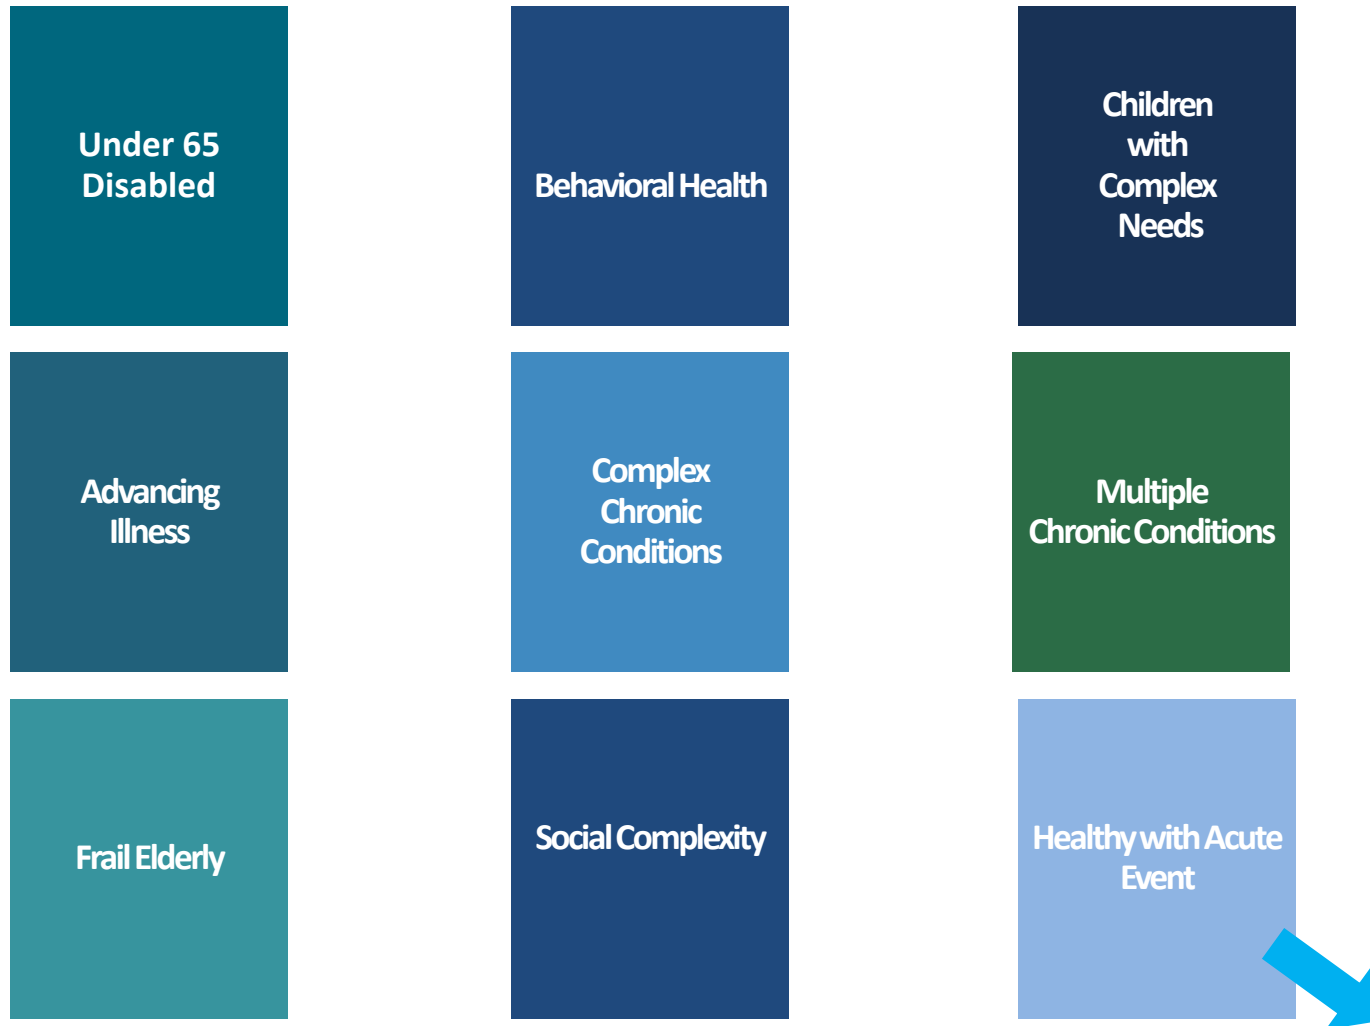 Under 65
Disabled
Behavioral Health
Children
with
Complex
Needs
Advancing
Illness
Complex
Chronic
Conditions
Multiple
Chronic Conditions
Frail Elderly
Social Complexity
Healthy with Acute
Event